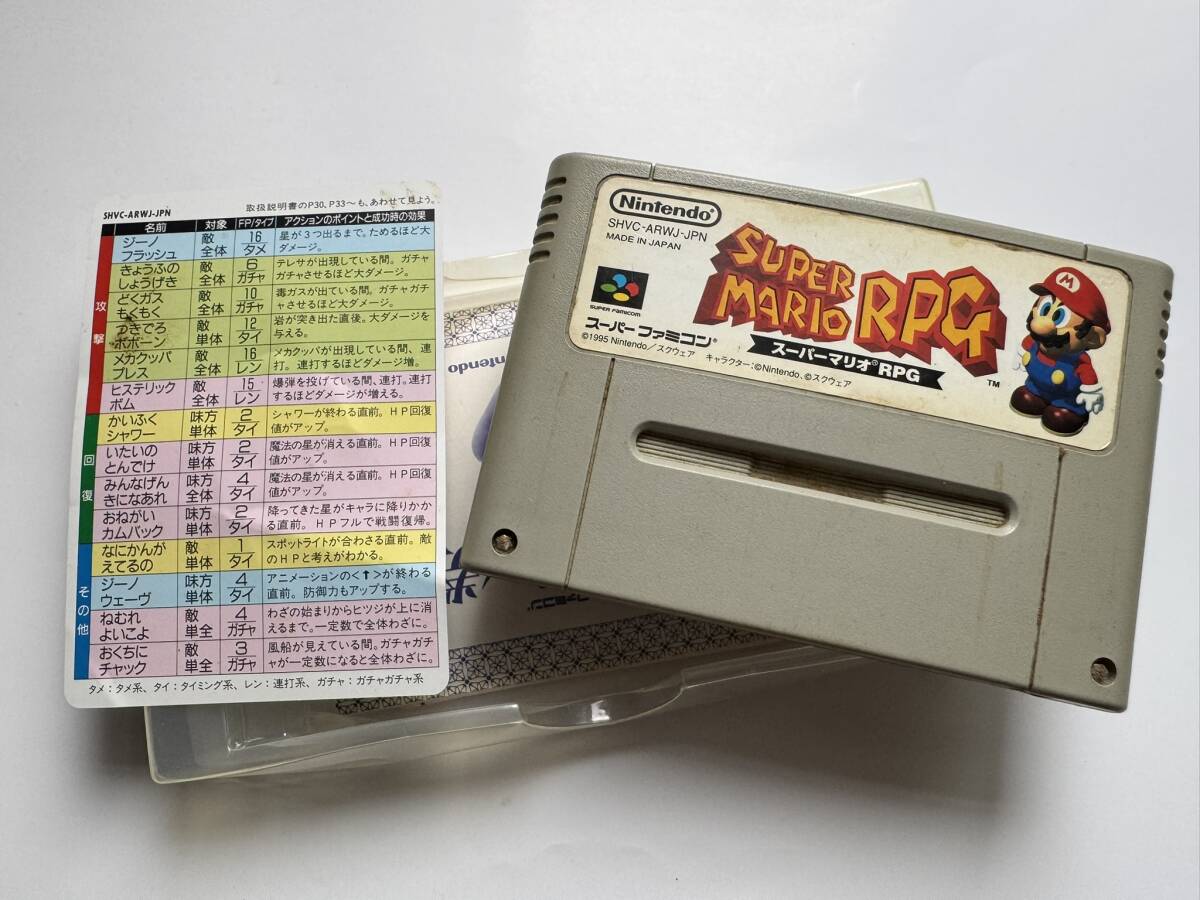 SHVC-ARWJ-JPN
取扱説明書のP30、P33〜も、あわせて見よう。
名前 対象 FP/タイプ アクションのポイントと成功時の効果
攻撃
ジーノ 敵 16 星が3つ出るまで。ためるほど大
フラッシュ 全体 タメ ダメージ。
きょうふの 敵 6 テレサが出現している間。ガチャ
しょうげき 全体 ガチャ ガチャさせるほど大ダメージ。
どくガス 敵 10 毒ガスが出ている間。ガチャガチ
もくもく 全体 ガチャ ャさせるほど大ダメージ。
つきでろ 敵 12 岩が突き出た直後。大ダメージを
ボボーン 単体 タイ 与える。
メカクッパ 敵 16 メカクッパが出現している間、連
プレス 単体 レン 打。連打するほどダメージ増。
ヒステリック 敵 15 爆弾を投げている間、連打。連打
ボム 全体 レン するほどダメージが増える。
回復
かいふく 味方 2 シャワーが終わる直前。HP回復
シャワー 単体 タイ 値がアップ。
いたいの 味方 2 魔法の星が消える直前。HP回復
とんでけ 単体 タイ 値がアップ。
みんなげん 味方 4 魔法の星が消える直前。HP回復
きになあれ 全体 タイ 値がアップ。
おねがい 味方 2 降ってきた星がキャラに降りかか
カムバック 単体 タイ る直前。HPフルで戦闘復帰。
その他
なにかんが 敵 1 スポットライトが合わさる直前。敵
えてるの 単体 タイ のHPと考えがわかる。
ジーノ 味方 4 アニメーションの<↑>が終わる
ウェーヴ 単体 タイ 直前。防御力もアップする。
ねむれ 敵 4 わざの始まりからヒツジが上に消
よいこよ 単全 ガチャ えるまで。一定数で全体わざに。
おくちに 敵 3 風船が見えている間。ガチャガチ
チャック 単全 ガチャ ャが一定数になると全体わざに。
タメ:タメ系、タイ:タイミング系、レン:連打系、ガチャ:ガチャガチャ系
Nintendo
SHVC-ARWJ-JPN
MADE IN JAPAN
SUPER FAMICOM
スーパーファミコン®
SUPER
MARIO RPG
™
スーパーマリオ®RPG
©1995 Nintendo/スクウェア キャラクター:©Nintendo、©スクウェア
M
Nintendo